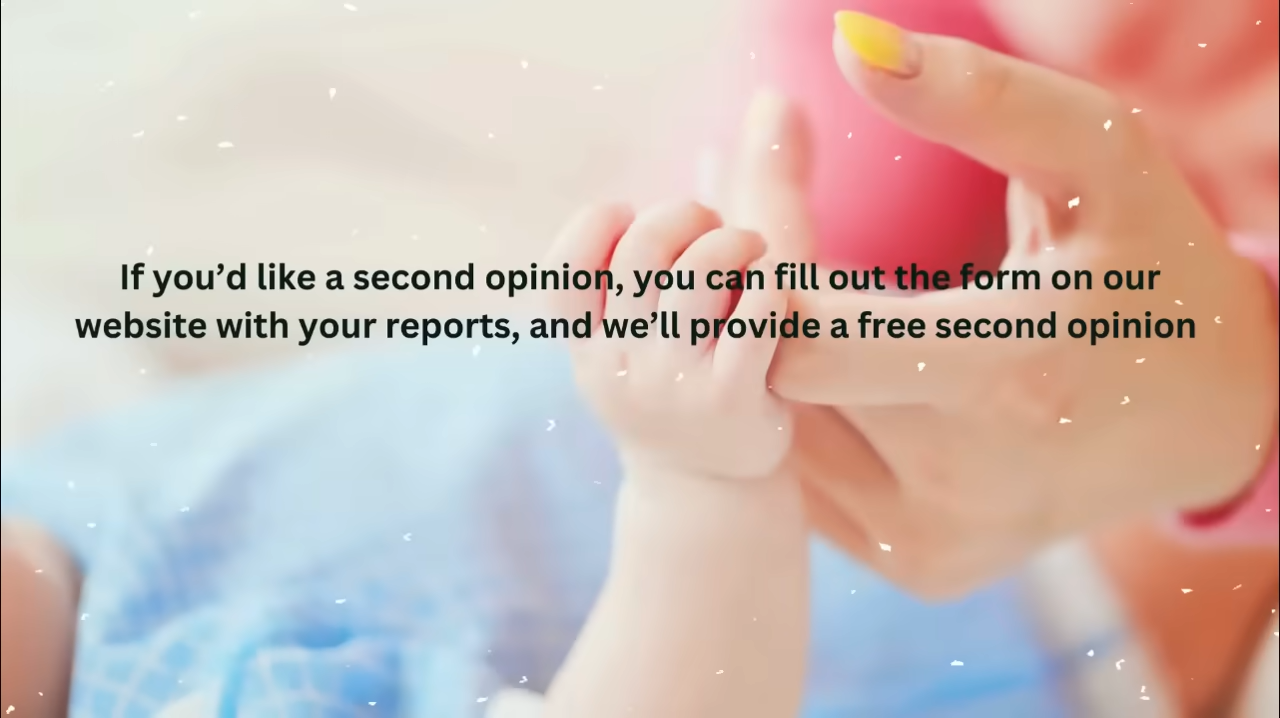 If you’d like a second opinion, you can fill out the form on our
website with your reports, and we’ll provide a free second opinion